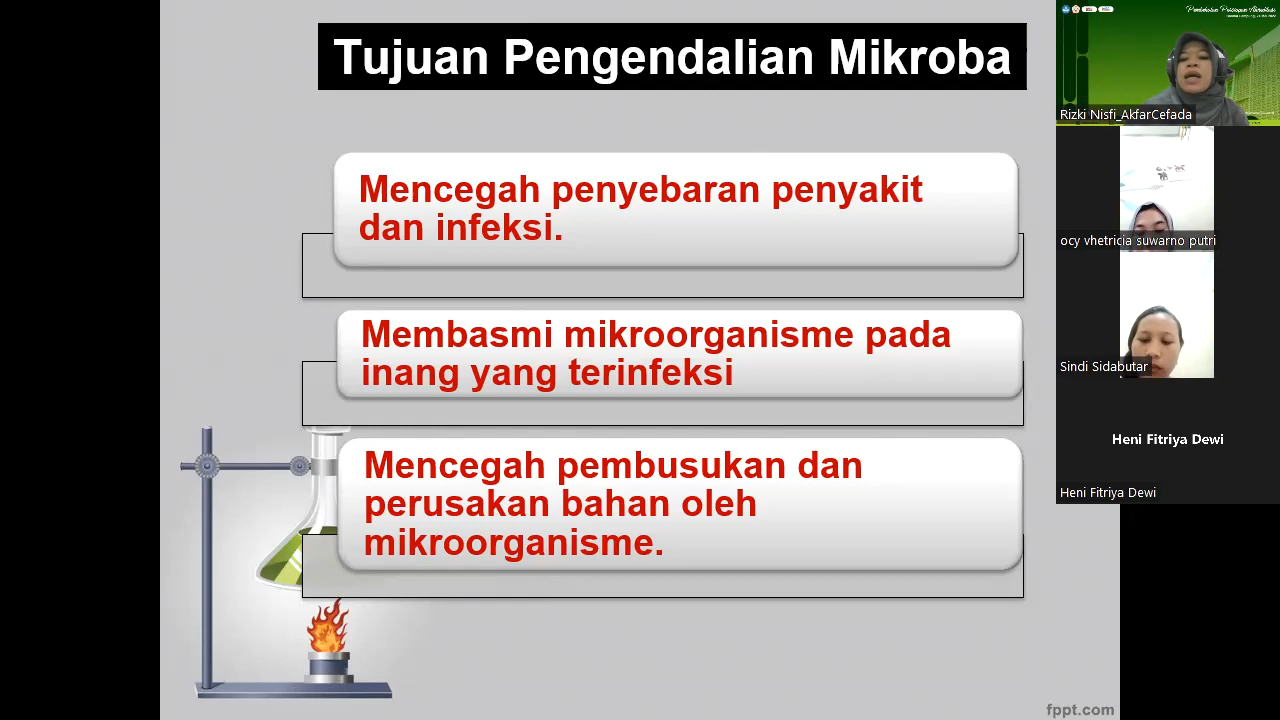 Tujuan Pengendalian Mikroba
Mencegah penyebaran penyakit
dan infeksi.
Membasmi mikroorganisme pada
inang yang terinfeksi
Mencegah pembusukan dan
perusakan bahan oleh
mikroorganisme.
fppt.com
Rizki Nisfi_AkfarCefada
ocy vhetricia suwarno putri
Sindi Sidabutar
Heni Fitriya Dewi
Heni Fitriya Dewi